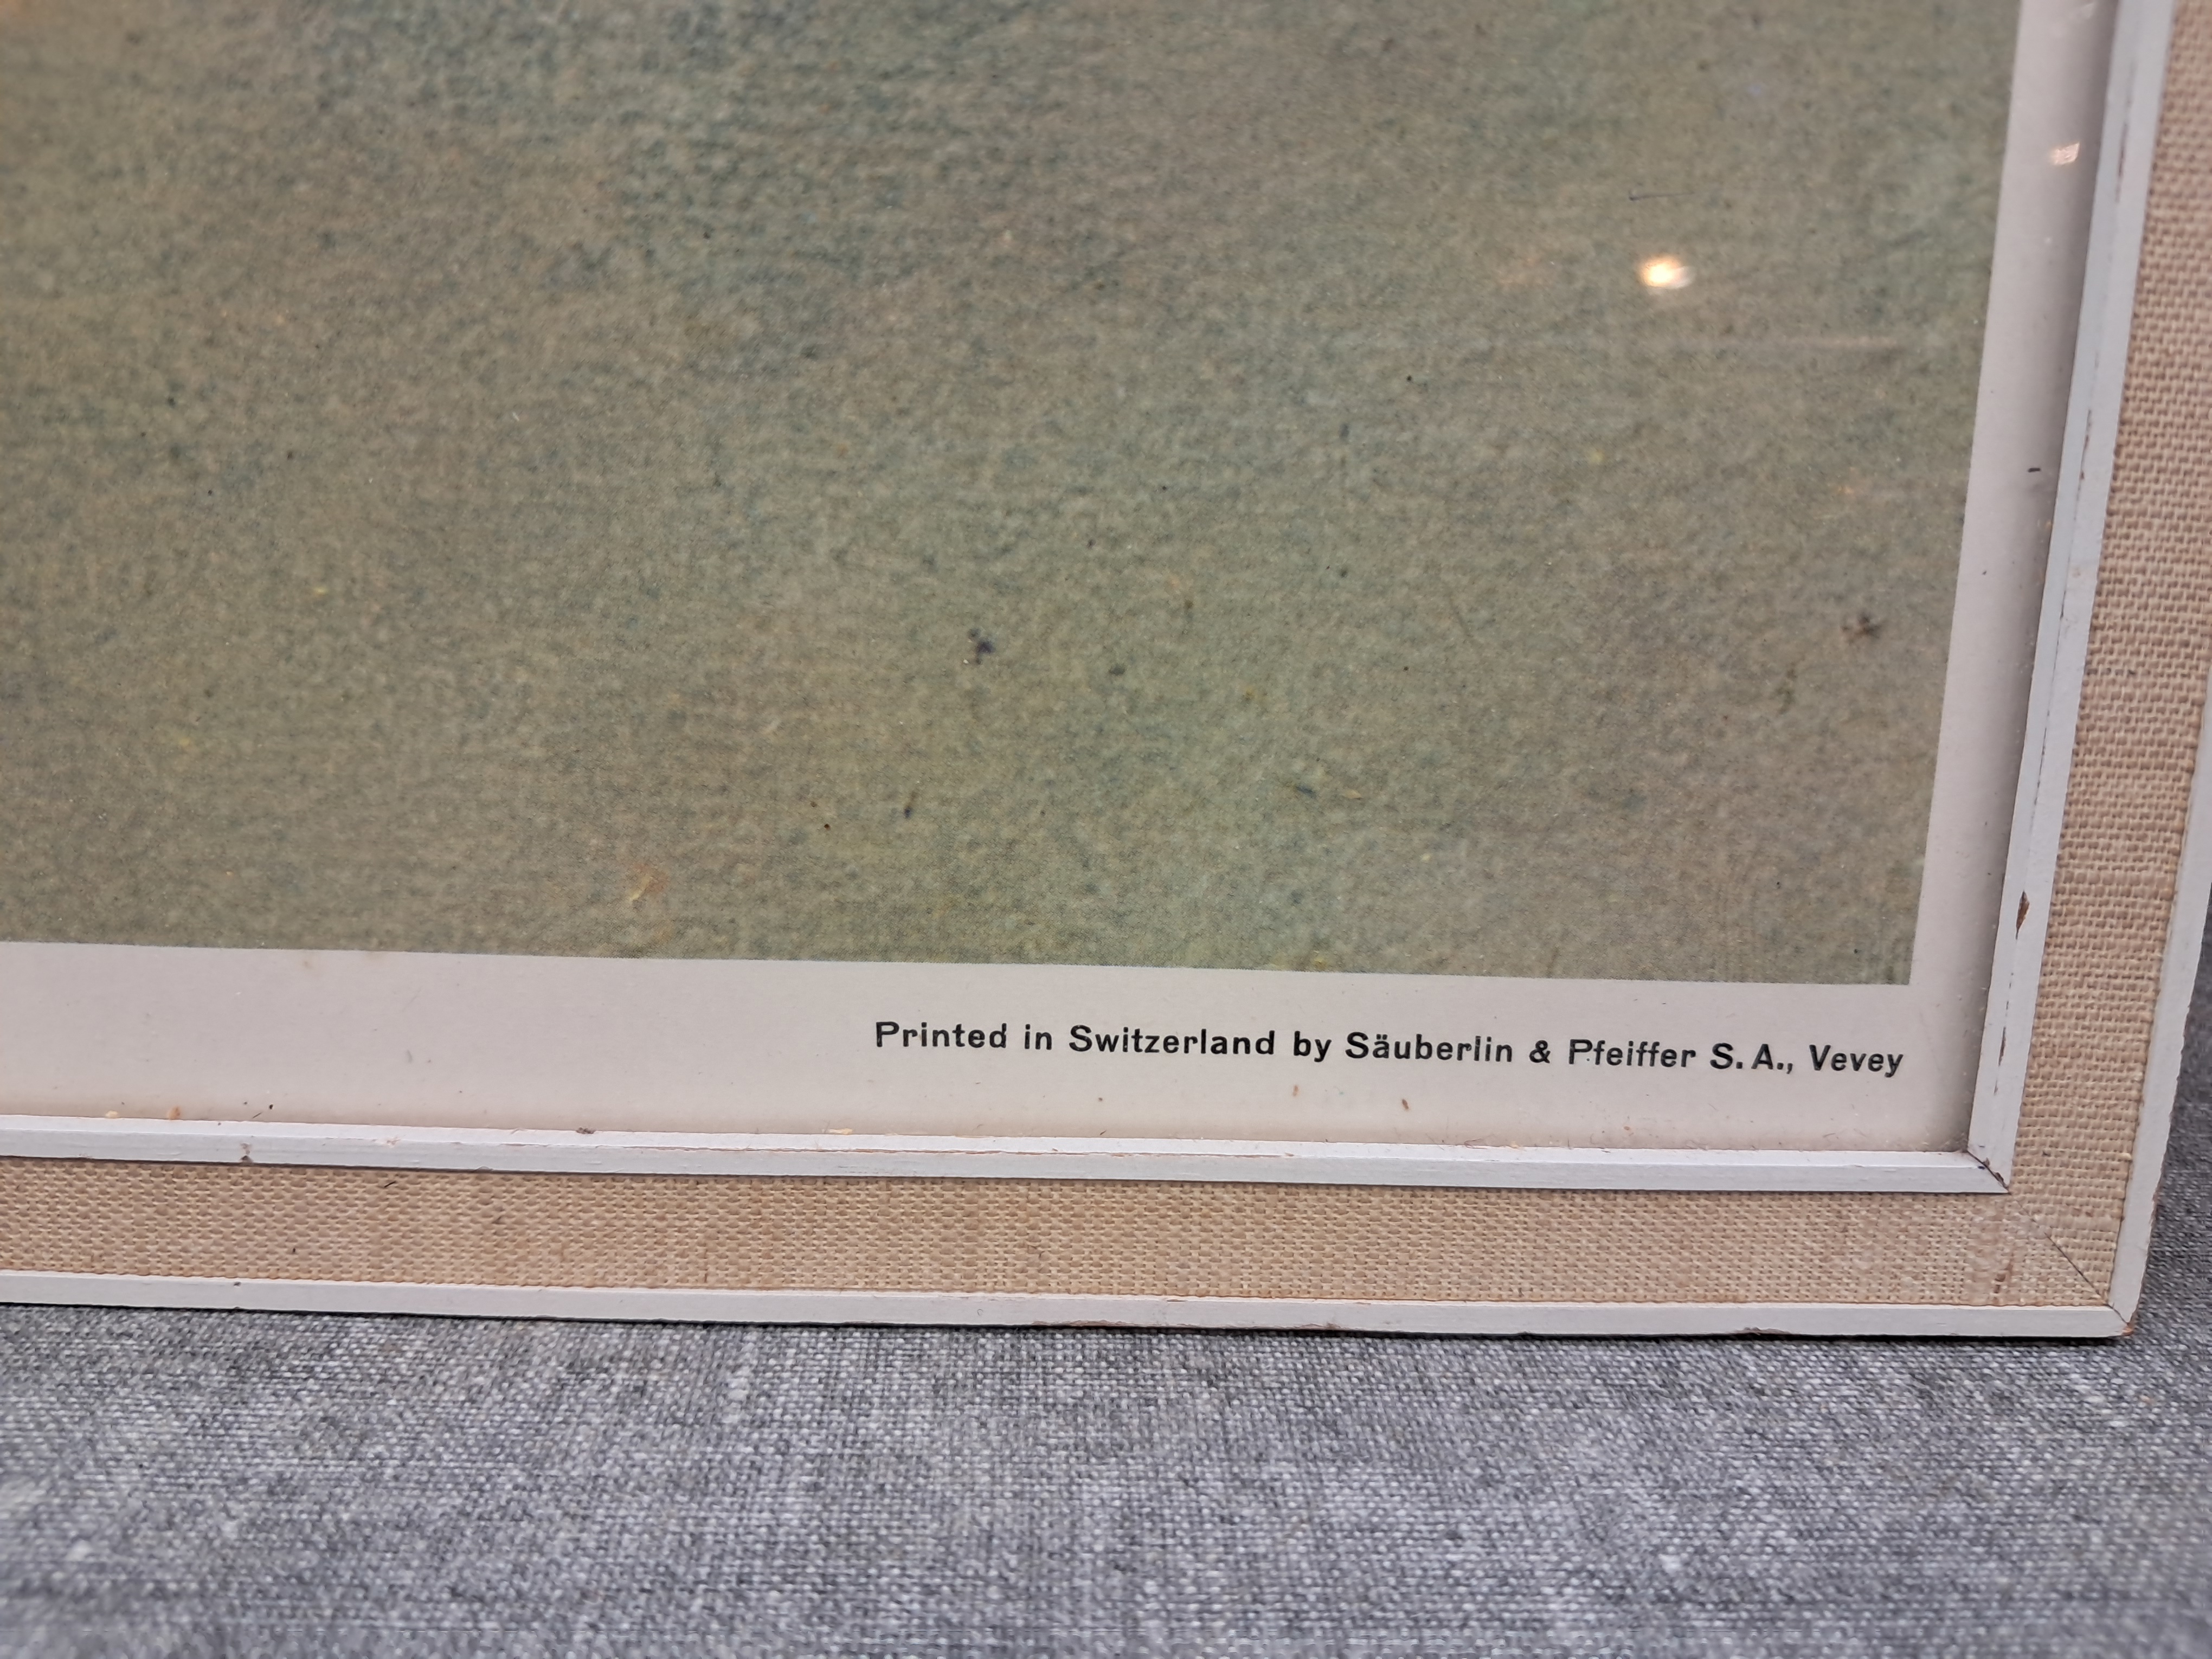 Printed in Switzerland by Säuberlin & Pfeiffer S.A., Vevey